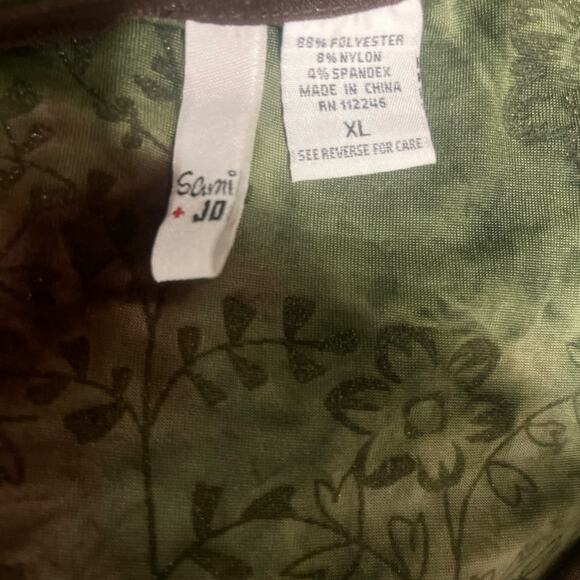 88% POLYESTER
8% NYLON
4% SPANDEX
MADE IN CHINA
RN 112246
XL
SEE REVERSE FOR CARE
Sami
+ JO